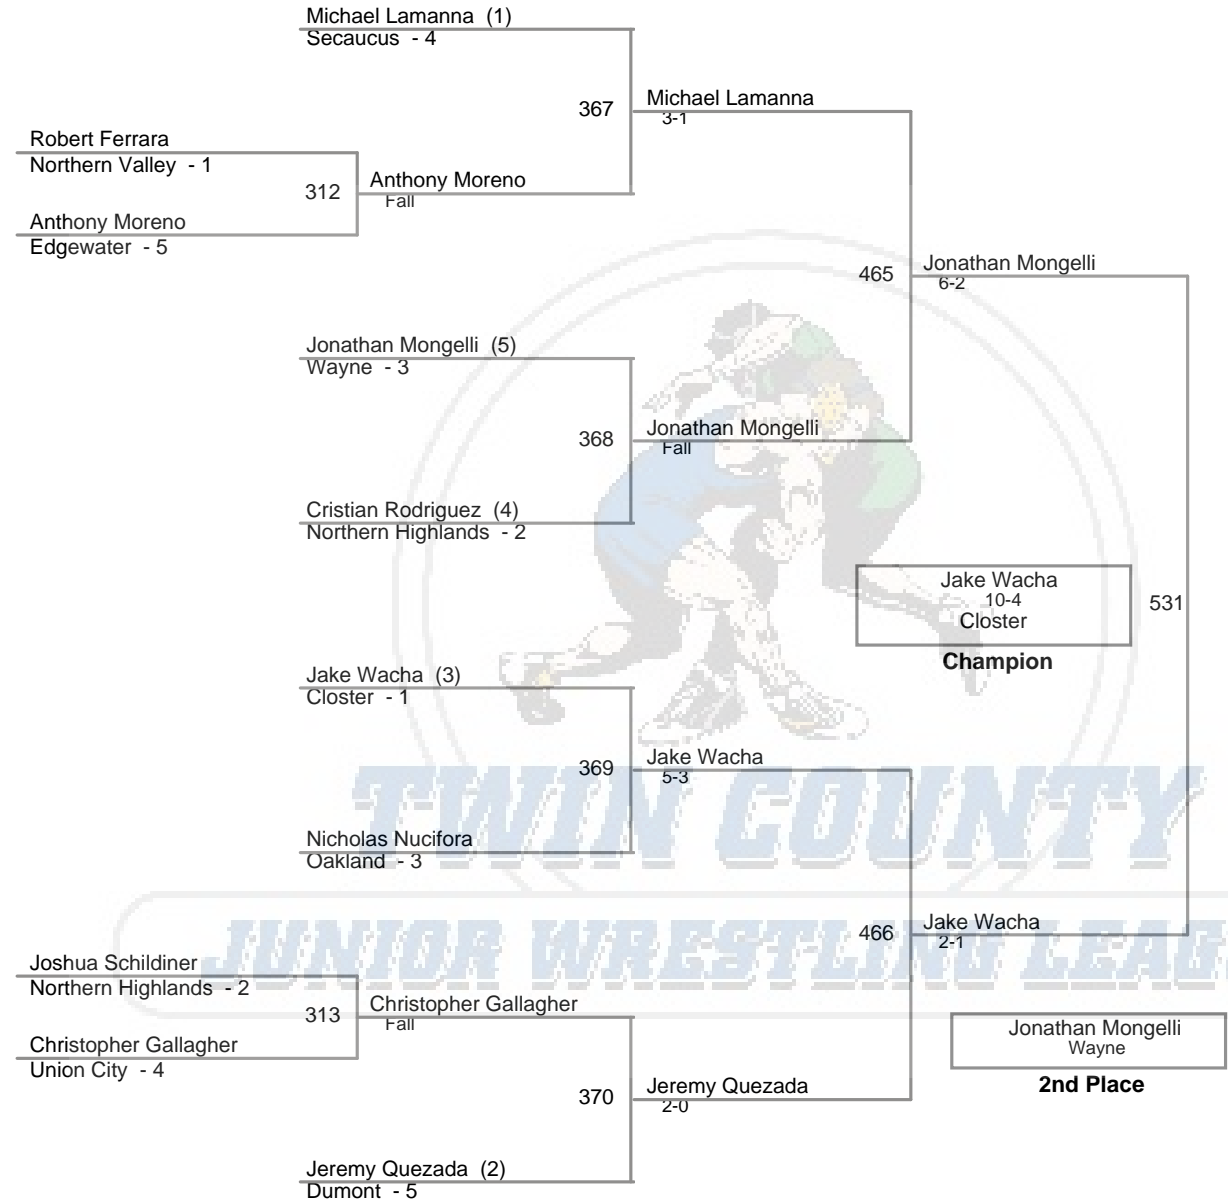 Michael Lamanna (1)
Secaucus - 4
367
Michael Lamanna
3-1
Robert Ferrara
Northern Valley - 1
312
Anthony Moreno
Fall
Anthony Moreno
Edgewater - 5
465
Jonathan Mongelli
6-2
Jonathan Mongelli (5)
Wayne - 3
368
Jonathan Mongelli
Fall
Cristian Rodriguez (4)
Northern Highlands - 2
Jake Wacha
10-4
Closter
531
Champion
Jake Wacha (3)
Closter - 1
369
Jake Wacha
5-3
TWIN COUNTY
Nicholas Nucifora
Oakland - 3
466
Jake Wacha
2-1
JUNIOR WRESTLING LEAG
Joshua Schildiner
Northern Highlands - 2
313
Christopher Gallagher
Fall
Christopher Gallagher
Union City - 4
Jonathan Mongelli
Wayne
2nd Place
370
Jeremy Quezada
2-0
Jeremy Quezada (2)
Dumont - 5